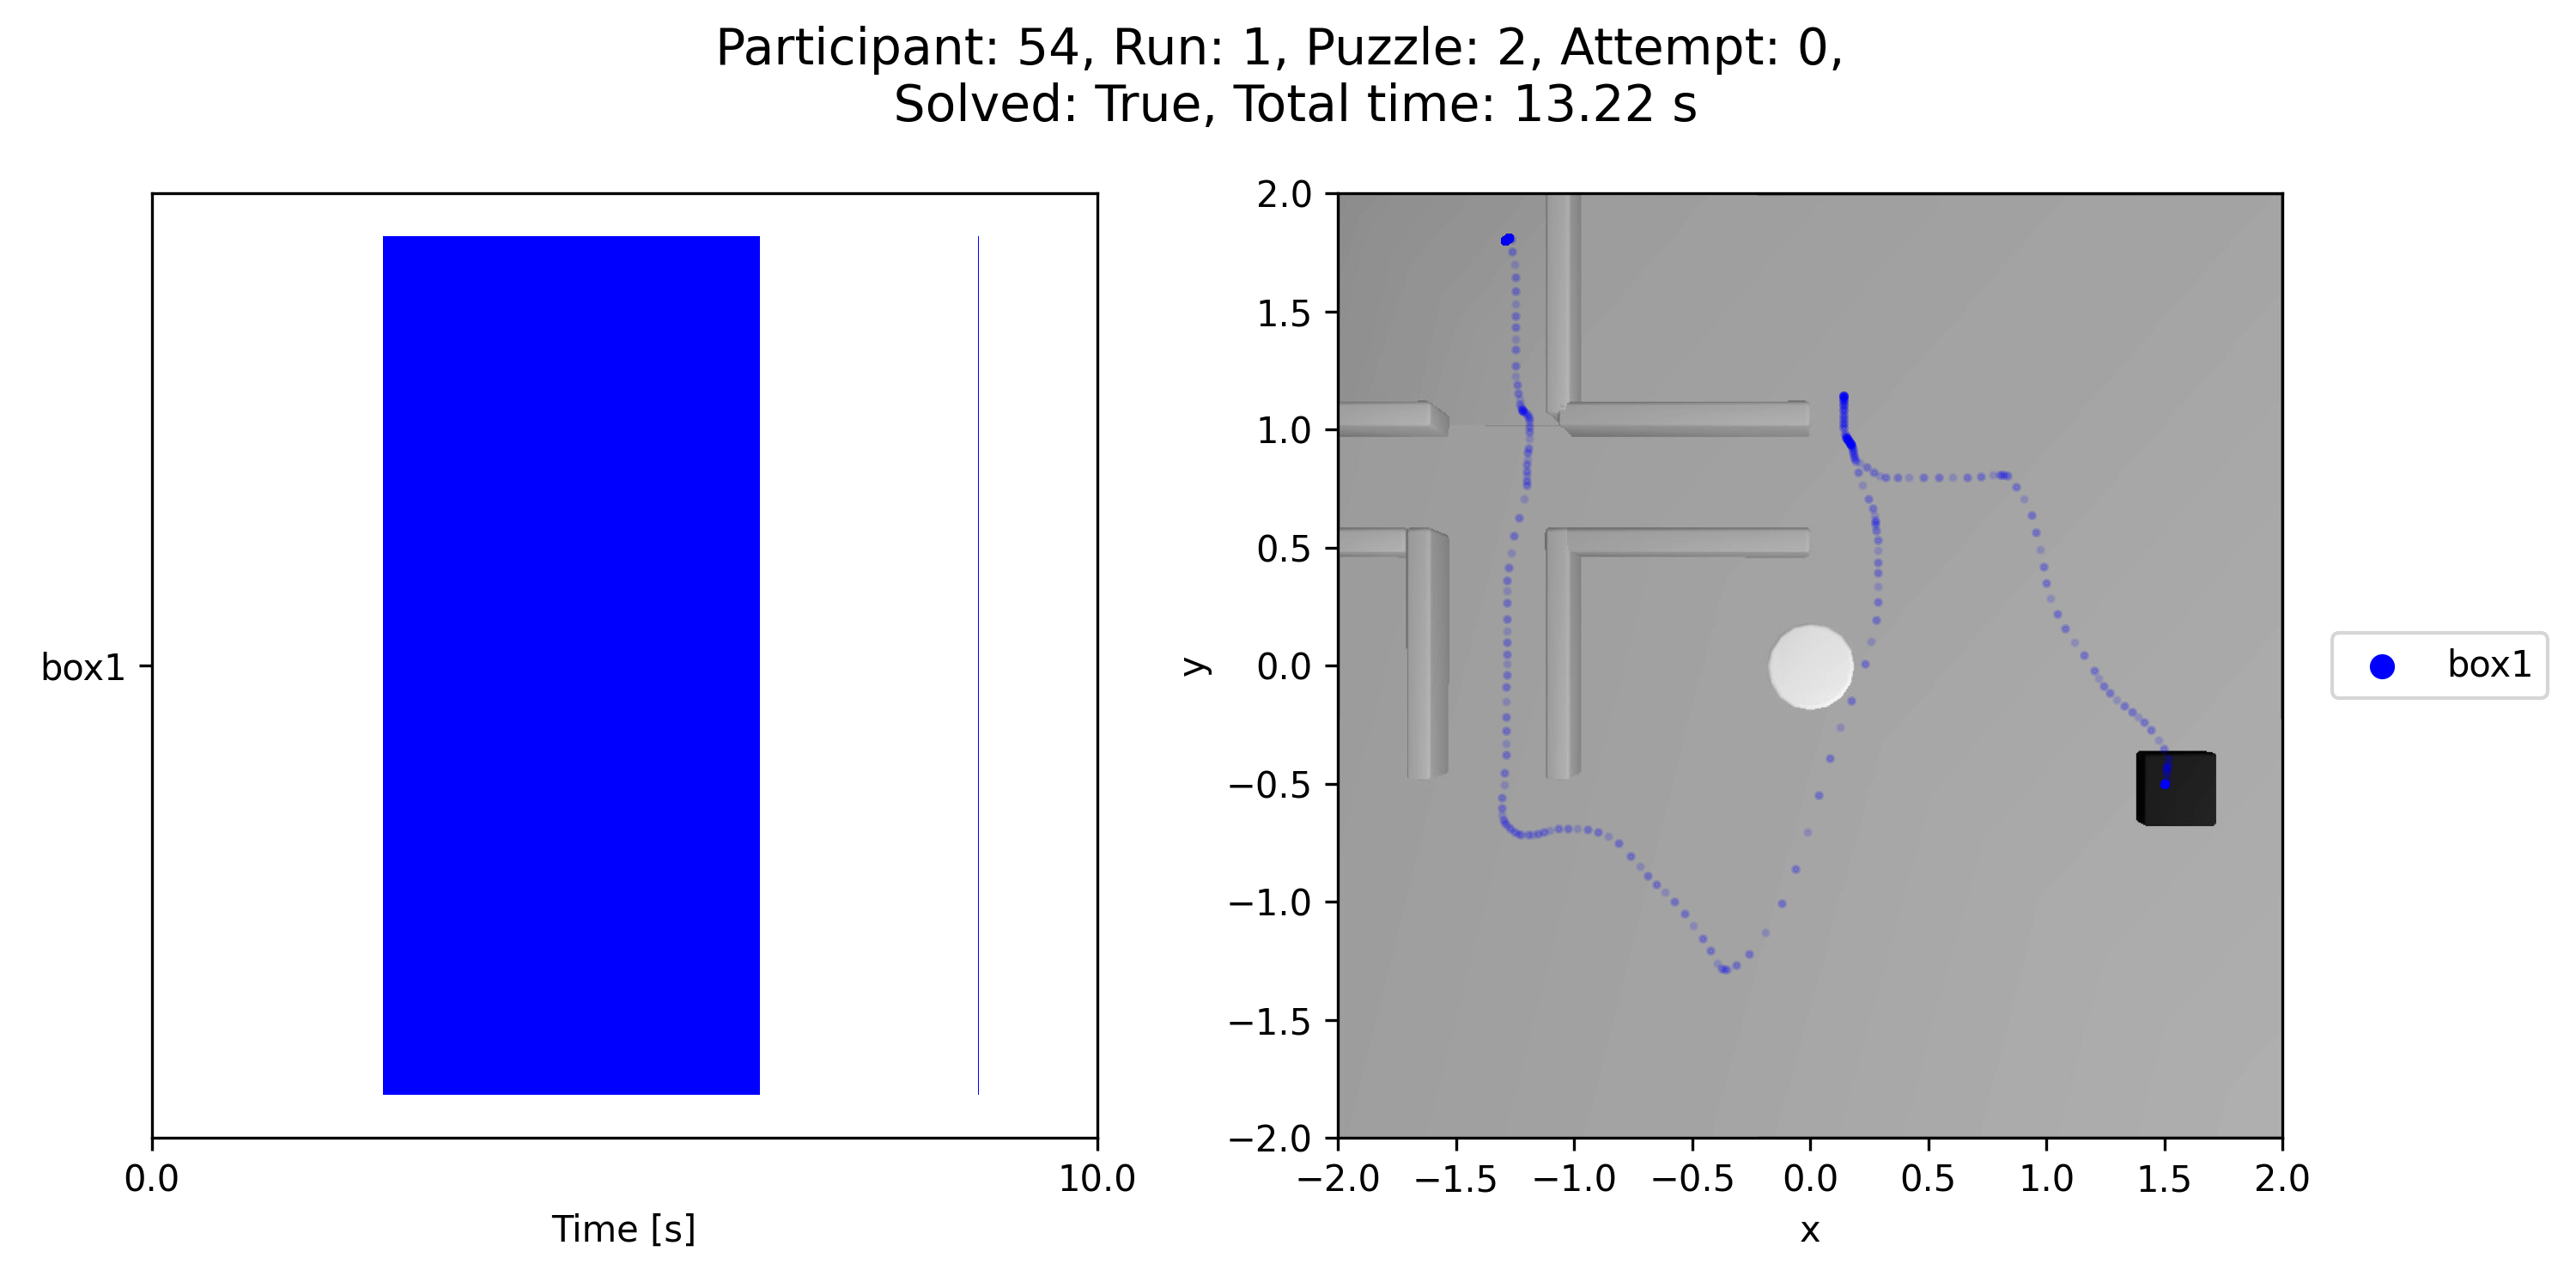 Participant: 54, Run: 1, Puzzle: 2, Attempt: 0,
Solved: True, Total time: 13.22 s
box1
0.0
10.0
Time [s]
y
2.0
1.5
1.0
0.5
0.0
−0.5
−1.0
−1.5
−2.0
−2.0 −1.5 −1.0 −0.5 0.0 0.5 1.0 1.5 2.0
x
box1